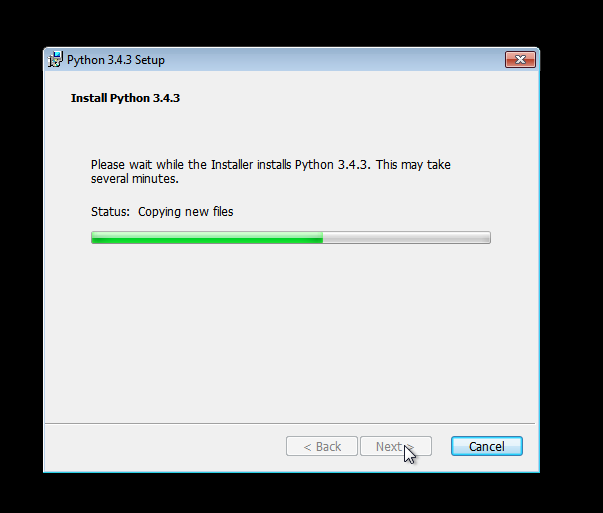 Python 3.4.3 Setup
Install Python 3.4.3
Please wait while the Installer installs Python 3.4.3. This may take
several minutes.
Status: Copying new files
< Back
Next >
Cancel